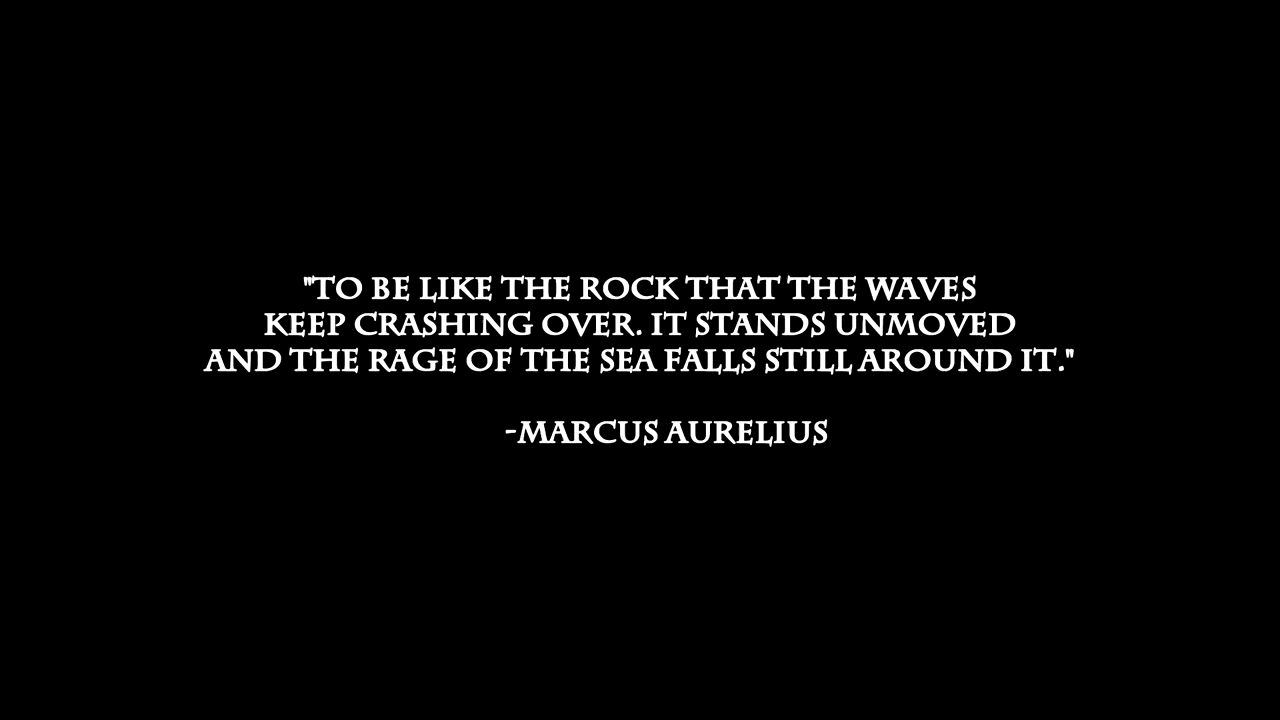 "TO BE LIKE THE ROCK THAT THE WAVES
KEEP CRASHING OVER. IT STANDS UNMOVED
AND THE RAGE OF THE SEA FALLS STILL AROUND IT."
-MARCUS AURELIUS